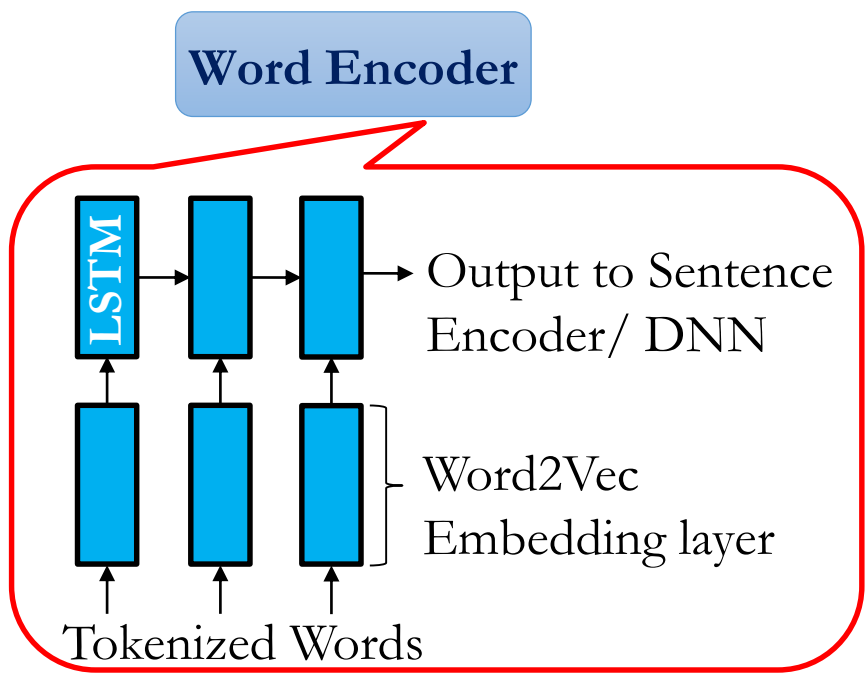 Word Encoder
LSTM
Output to Sentence
Encoder/ DNN
Word2Vec
Embedding layer
Tokenized Words